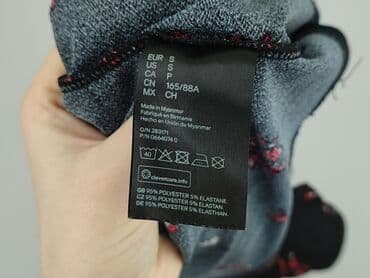 EUR S
US S
CA P
CN 165/88A
MX CH
Made in Myanmar
Fabriqué en Birmanie
Hecho en Unión du Myanmar
O/N 283171
P/N 0664074 0
40
clevercare.info
GB 95% POLYESTER 5% ELASTANE
CZ 95% POLYESTER 5% ELASTAN
DE 95% POLYESTER 5% ELASTHAN